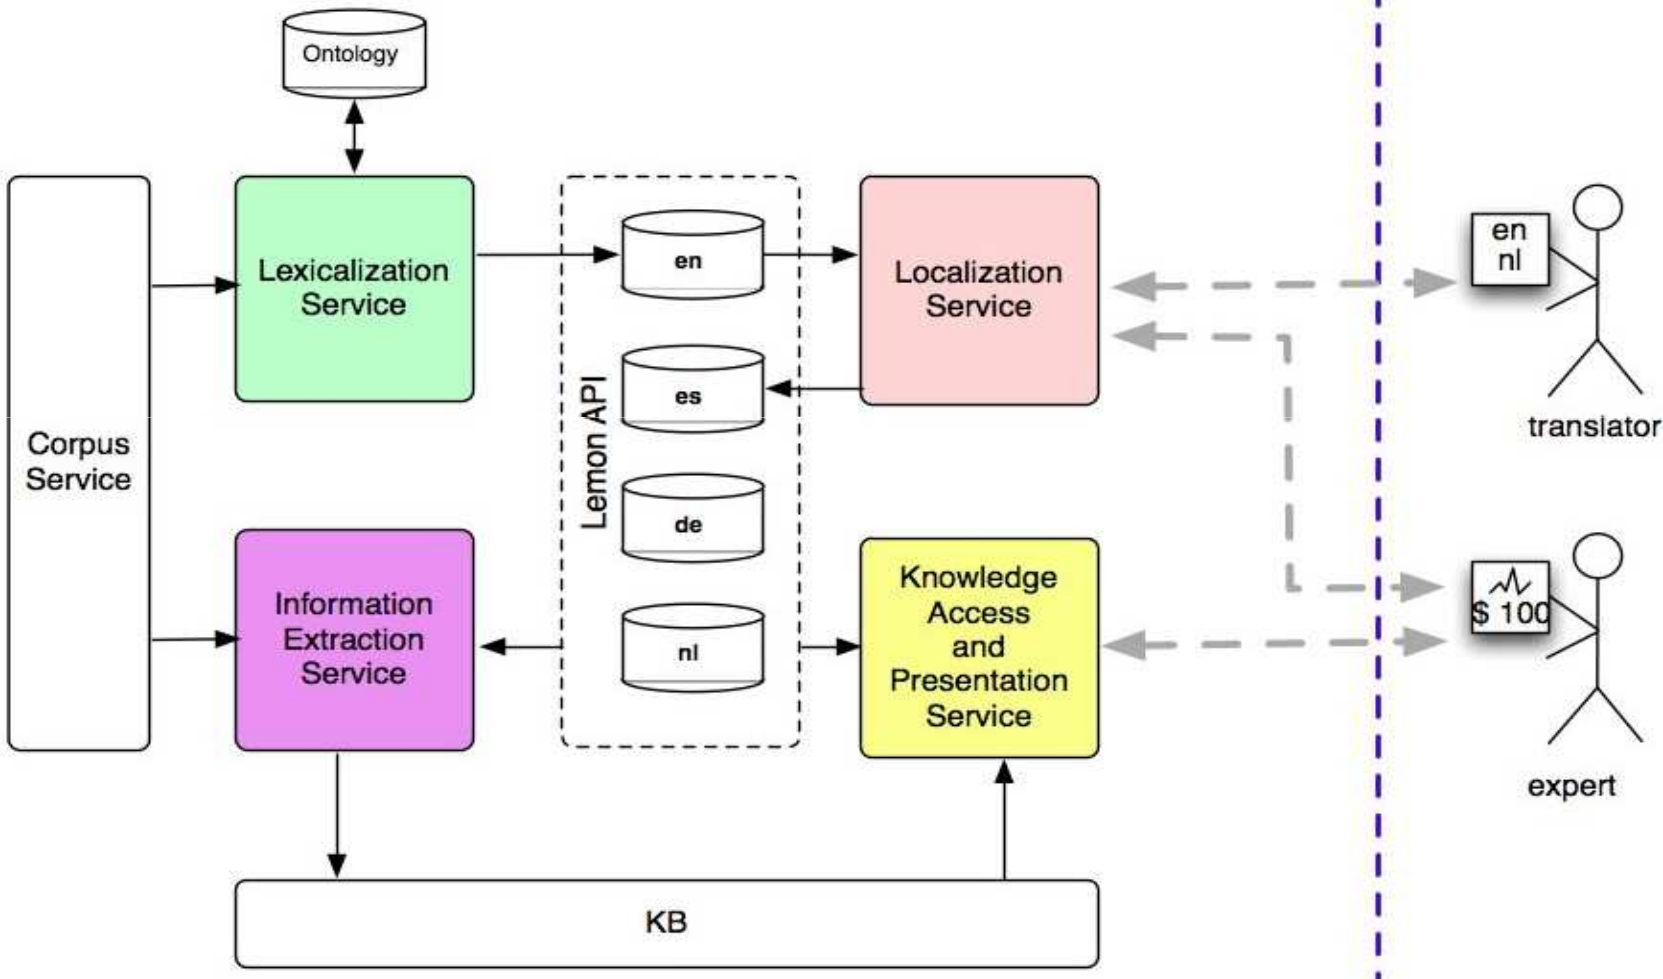 Ontology
Lexicalization
Service
en
Localization
Service
en
nl
translator
es
Lemon API
Corpus
Service
de
Information
Extraction
Service
nl
Knowledge
Access
and
Presentation
Service
$ 100
expert
KB